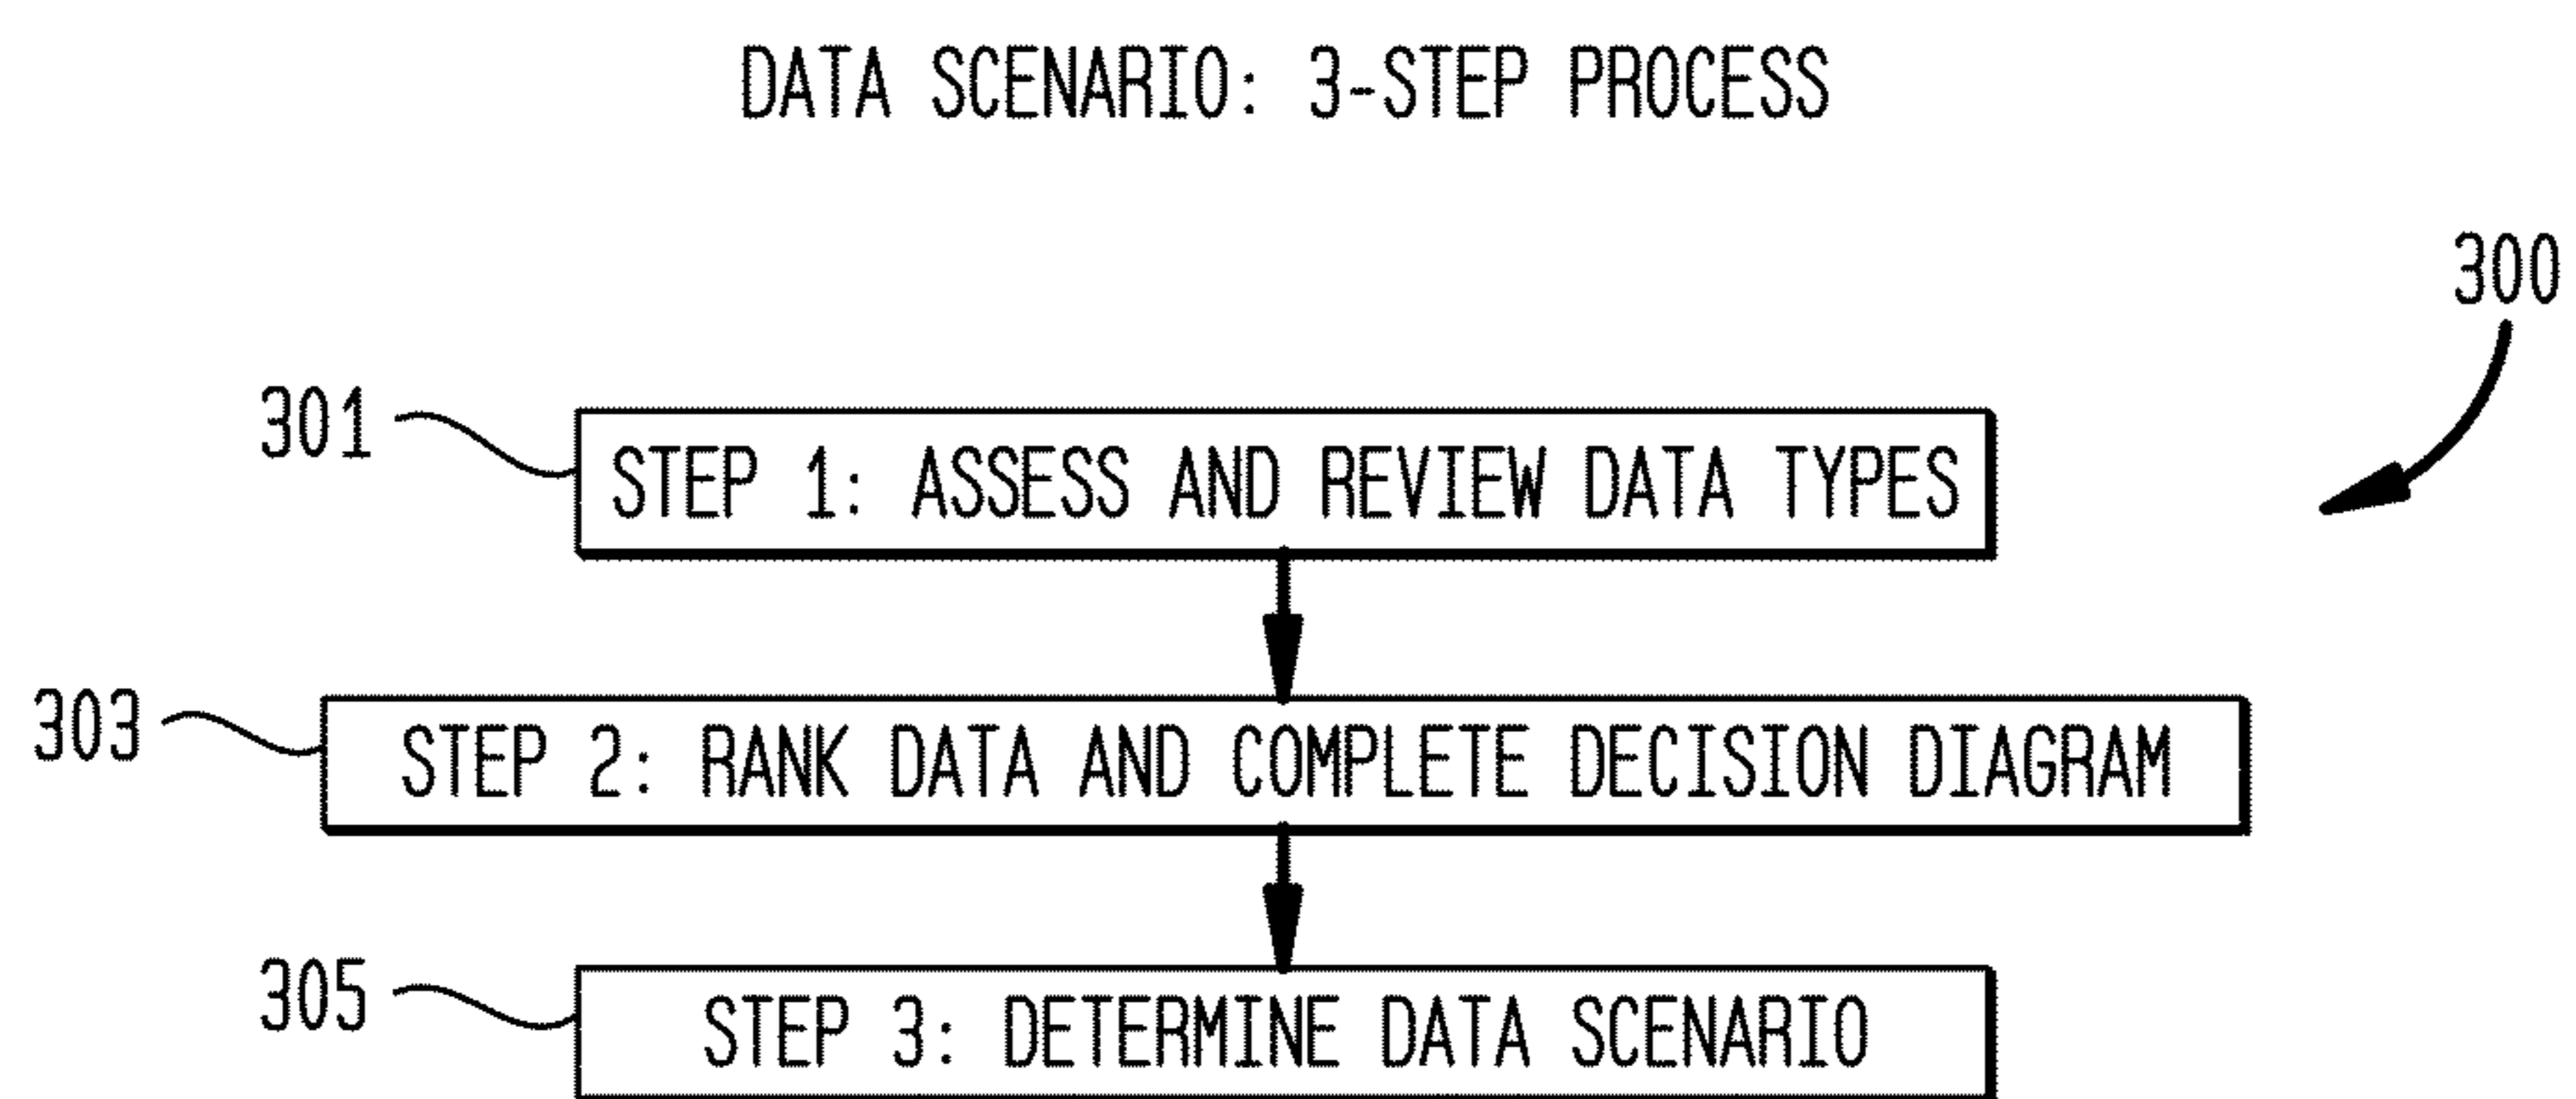 DATA SCENARIO: 3-STEP PROCESS
300
301
STEP 1: ASSESS AND REVIEW DATA TYPES
303
STEP 2: RANK DATA AND COMPLETE DECISION DIAGRAM
305
STEP 3: DETERMINE DATA SCENARIO